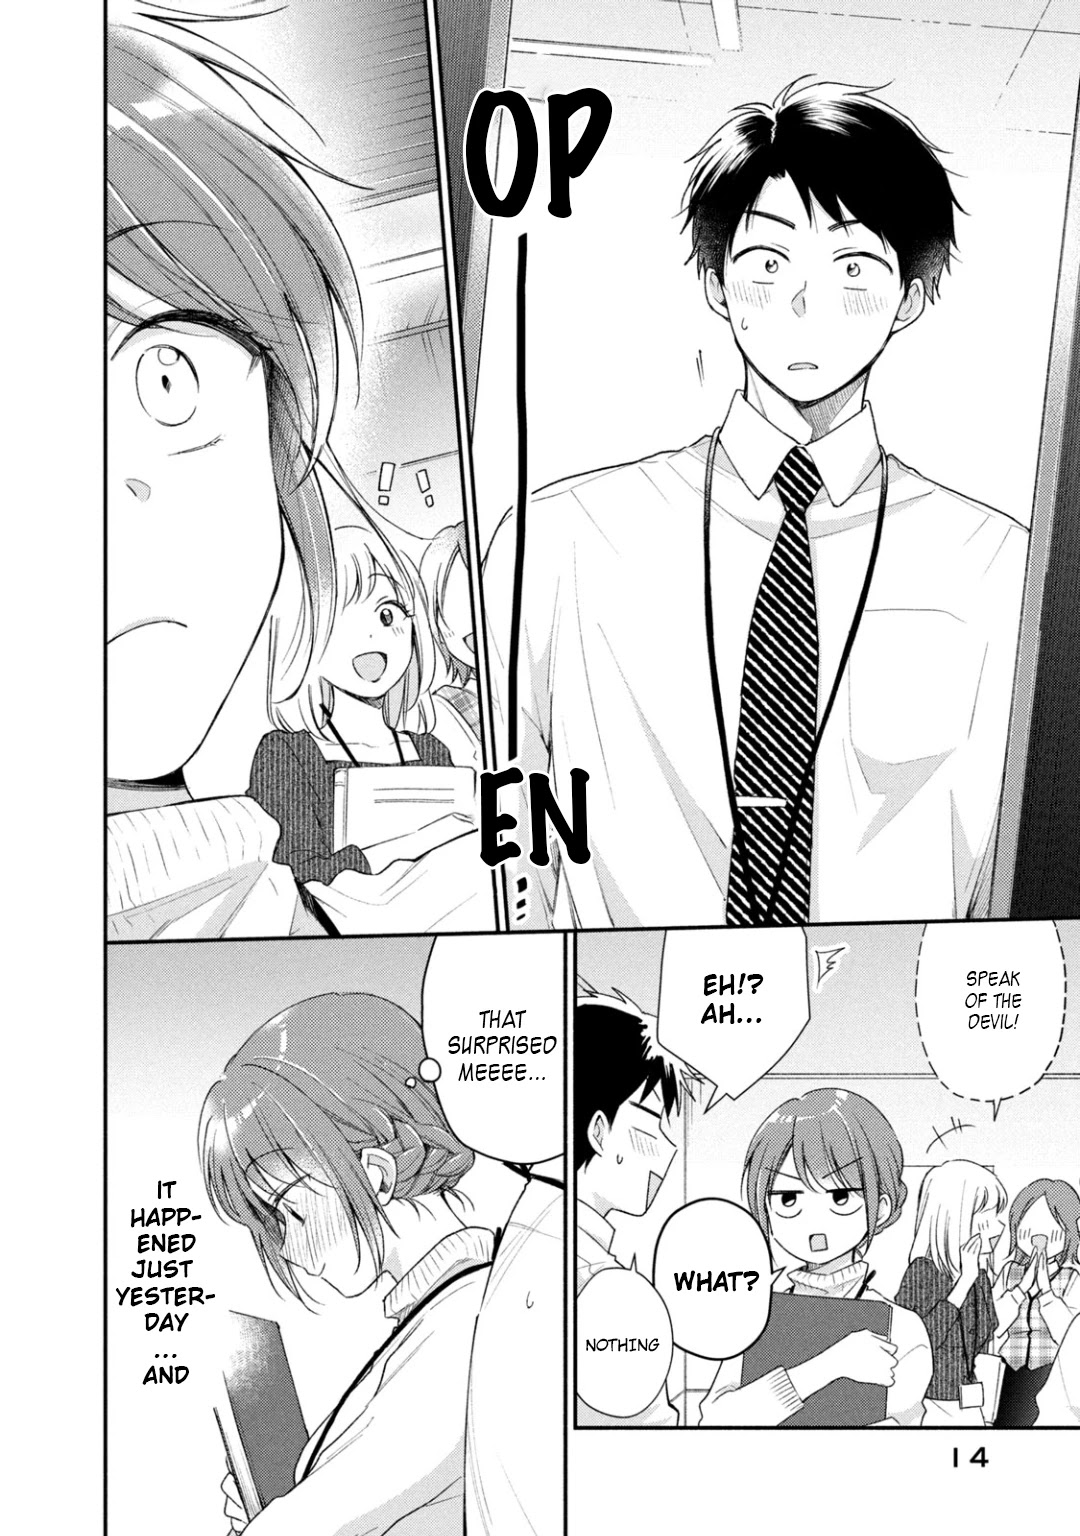 OP
EN
SPEAK
OF THE
DEVIL!
EH!?
AH...
WHAT?
NOTHING
THAT
SURPRISED
MEEEE...
IT
HAPP-
ENED
JUST
YESTER-
DAY
...
AND
14